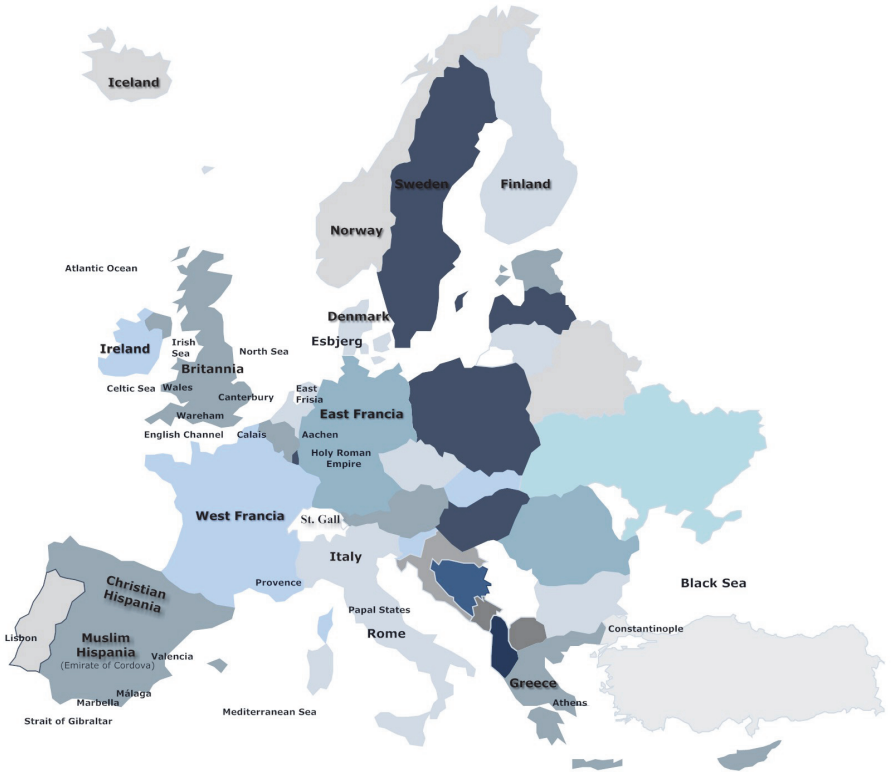 Iceland
Sweden
Finland
Norway
Atlantic Ocean
Denmark
Esbjerg
Ireland
Irish
Sea
North Sea
Britannia
Celtic Sea
Wales
Canterbury
East
Frisia
Wareham
East Francia
English Channel
Calais
Aachen
Holy Roman
Empire
West Francia
St. Gall
Italy
Provence
Black Sea
Christian
Hispania
Papal States
Rome
Constantinople
Lisbon
Muslim
Hispania
(Emirate of Cordova)
Valencia
Málaga
Marbella
Strait of Gibraltar
Mediterranean Sea
Greece
Athens